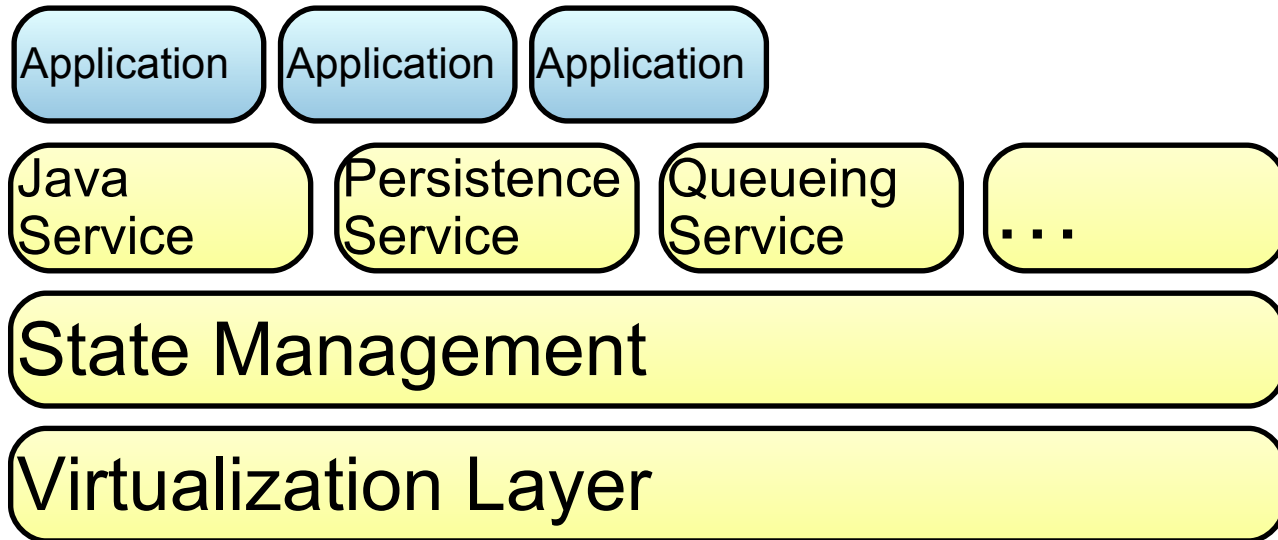 Application Application Application
Java Persistence Queueing
Service Service Service ...
State Management
Virtualization Layer